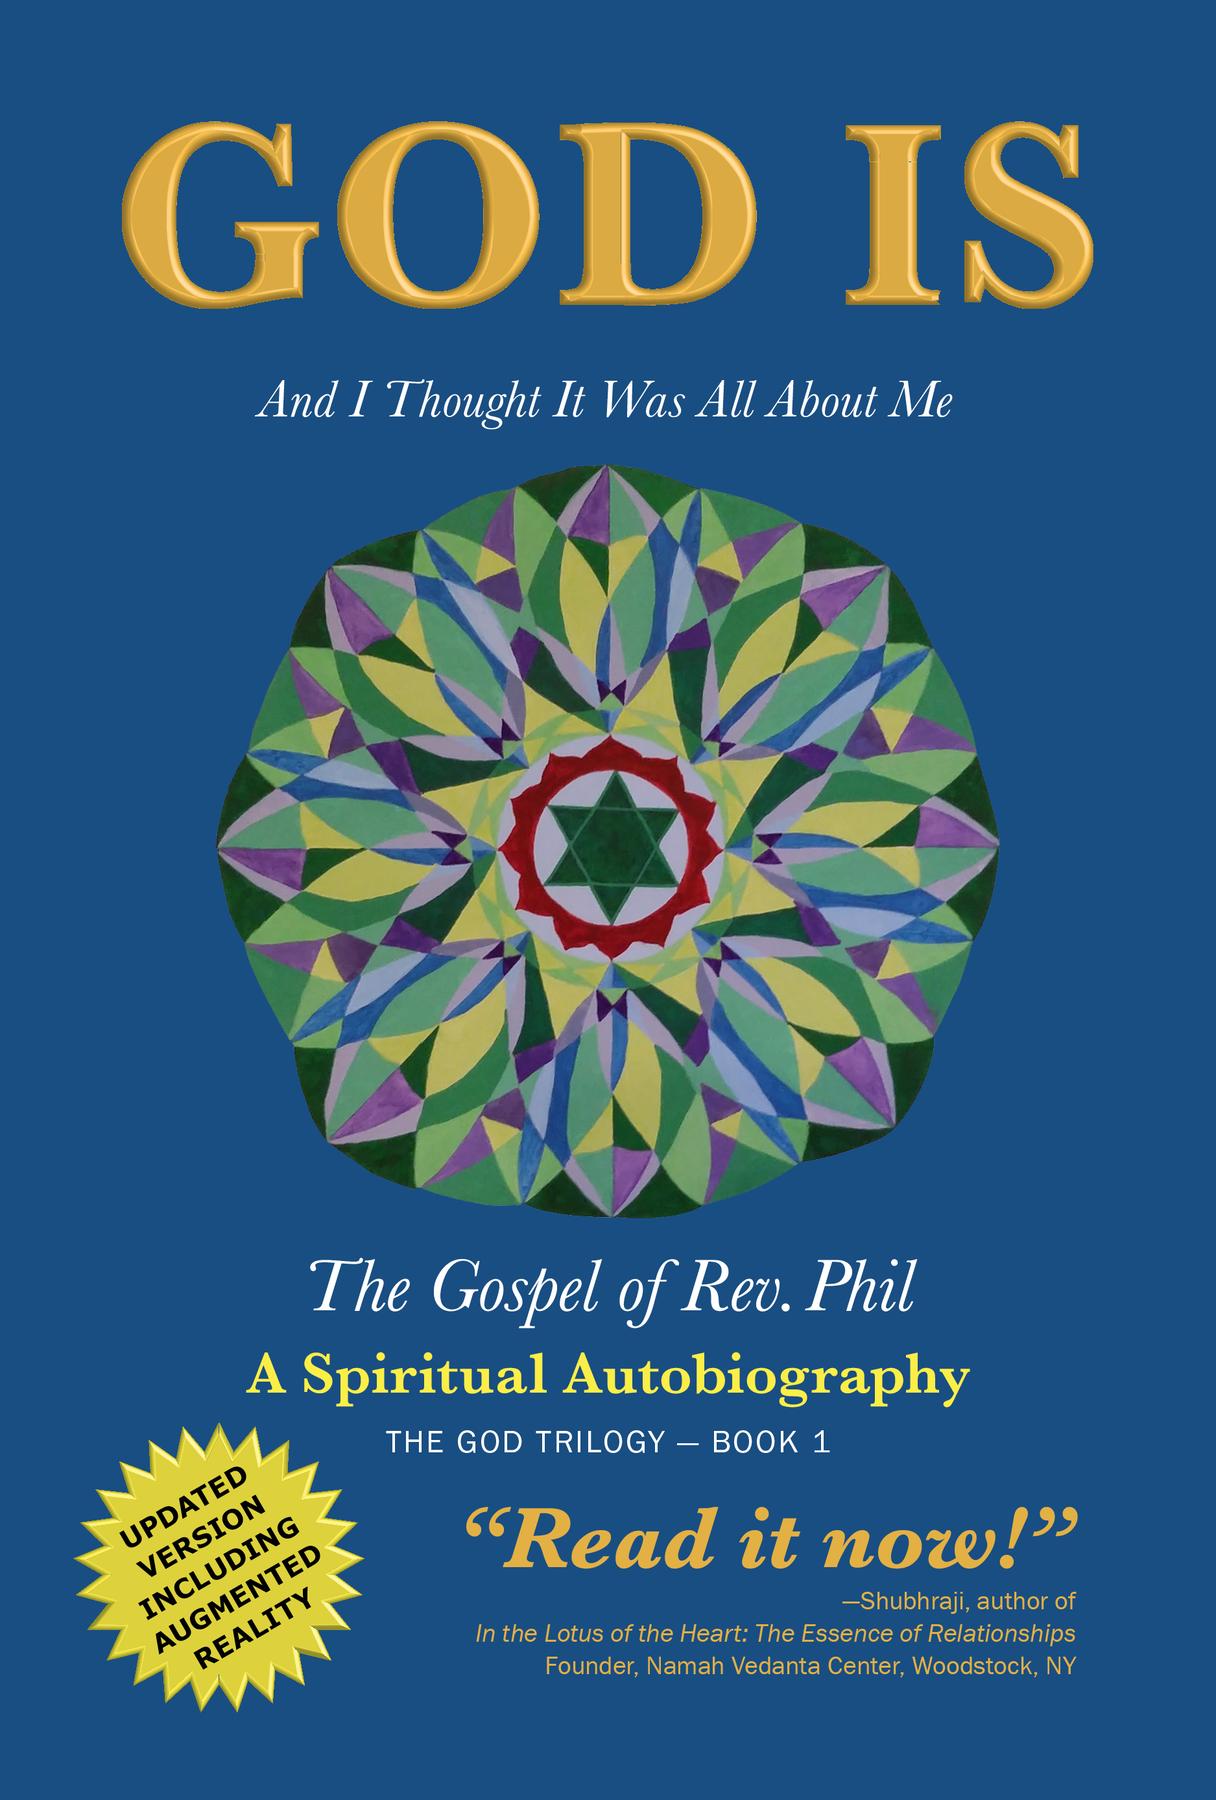 GOD IS
And I Thought It Was All About Me
The Gospel of Rev. Phil
A Spiritual Autobiography
THE GOD TRILOGY — BOOK 1
UPDATED
VERSION
INCLUDING
AUGMENTED
REALITY
“Read it now!”
—Shubhraji, author of
In the Lotus of the Heart: The Essence of Relationships
Founder, Namah Vedanta Center, Woodstock, NY